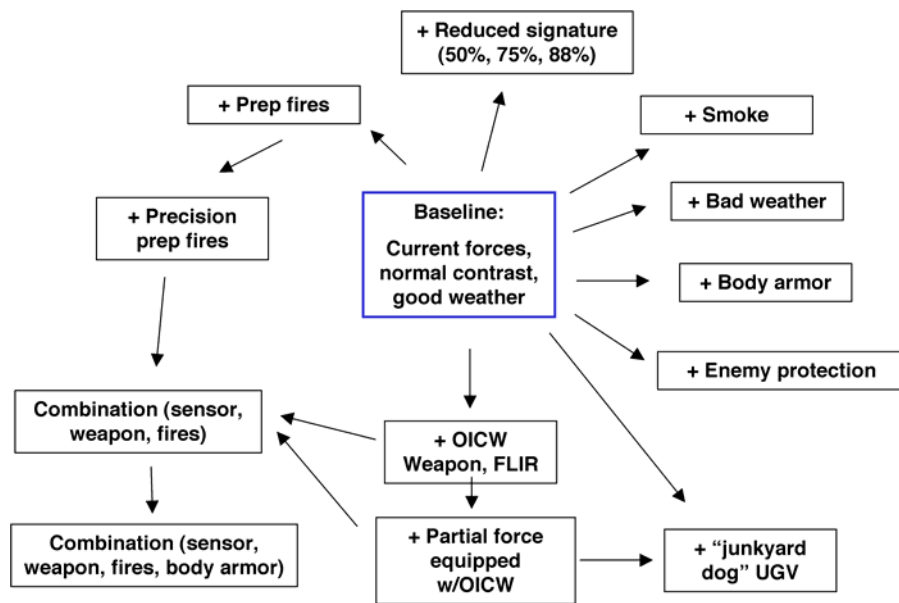 + Reduced signature
(50%, 75%, 88%)
+ Prep fires
+ Smoke
+ Precision
prep fires
Baseline:
Current forces,
normal contrast,
good weather
+ Bad weather
+ Body armor
+ Enemy protection
Combination (sensor,
weapon, fires)
+ OICW
Weapon, FLIR
Combination (sensor,
weapon, fires, body armor)
+ Partial force
equipped
w/OICW
+ “junkyard
dog” UGV